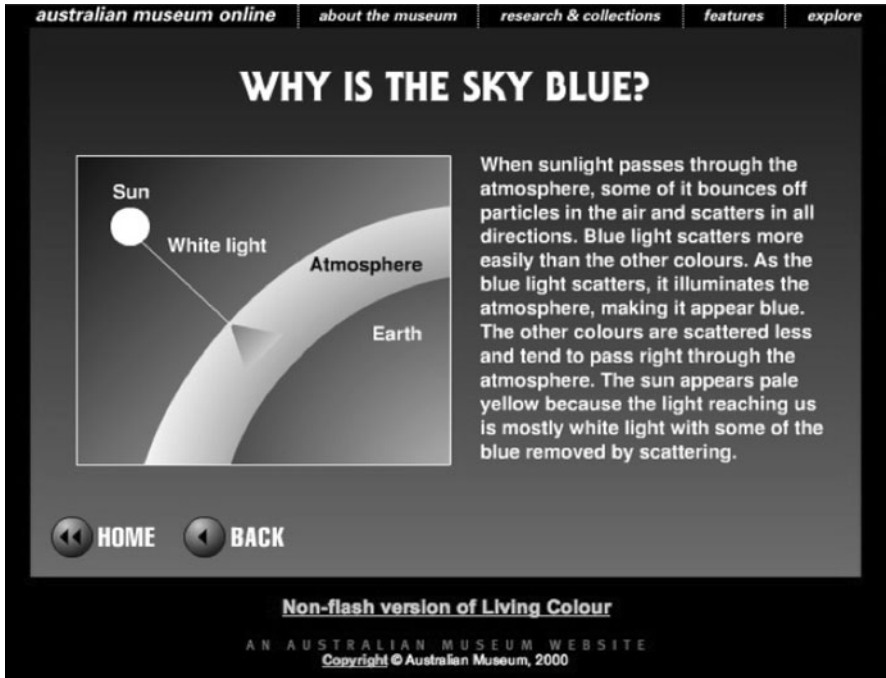 australian museum online about the museum research & collections features explore
WHY IS THE SKY BLUE?
Sun
White light
Atmosphere
Earth
When sunlight passes through the
atmosphere, some of it bounces off
particles in the air and scatters in all
directions. Blue light scatters more
easily than the other colours. As the
blue light scatters, it illuminates the
atmosphere, making it appear blue.
The other colours are scattered less
and tend to pass right through the
atmosphere. The sun appears pale
yellow because the light reaching us
is mostly white light with some of the
blue removed by scattering.
HOME BACK
Non-flash version of Living Colour
AN AUSTRALIAN MUSEUM WEBSITE
Copyright © Australian Museum, 2000